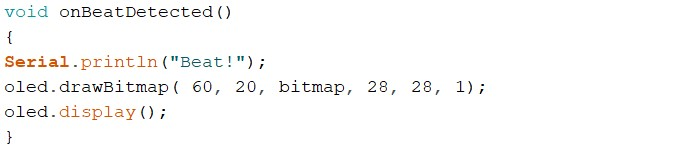 void onBeatDetected()
{
Serial.println("Beat!");
oled.drawBitmap( 60, 20, bitmap, 28, 28, 1);
oled.display();
}